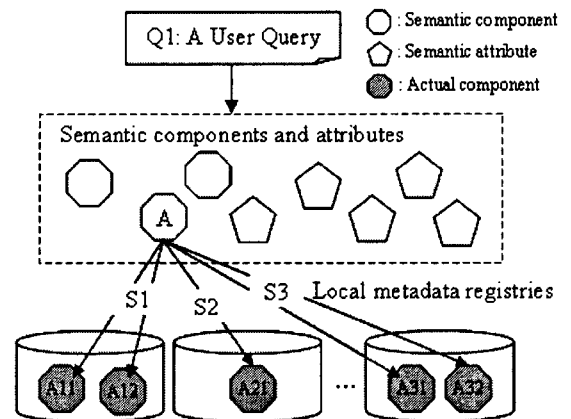 Q1: A User Query
: Semantic component
: Semantic attribute
: Actual component
Semantic components and attributes
A
S1
S2
S3
Local metadata registries
A11
A12
A21
...
A31
A32